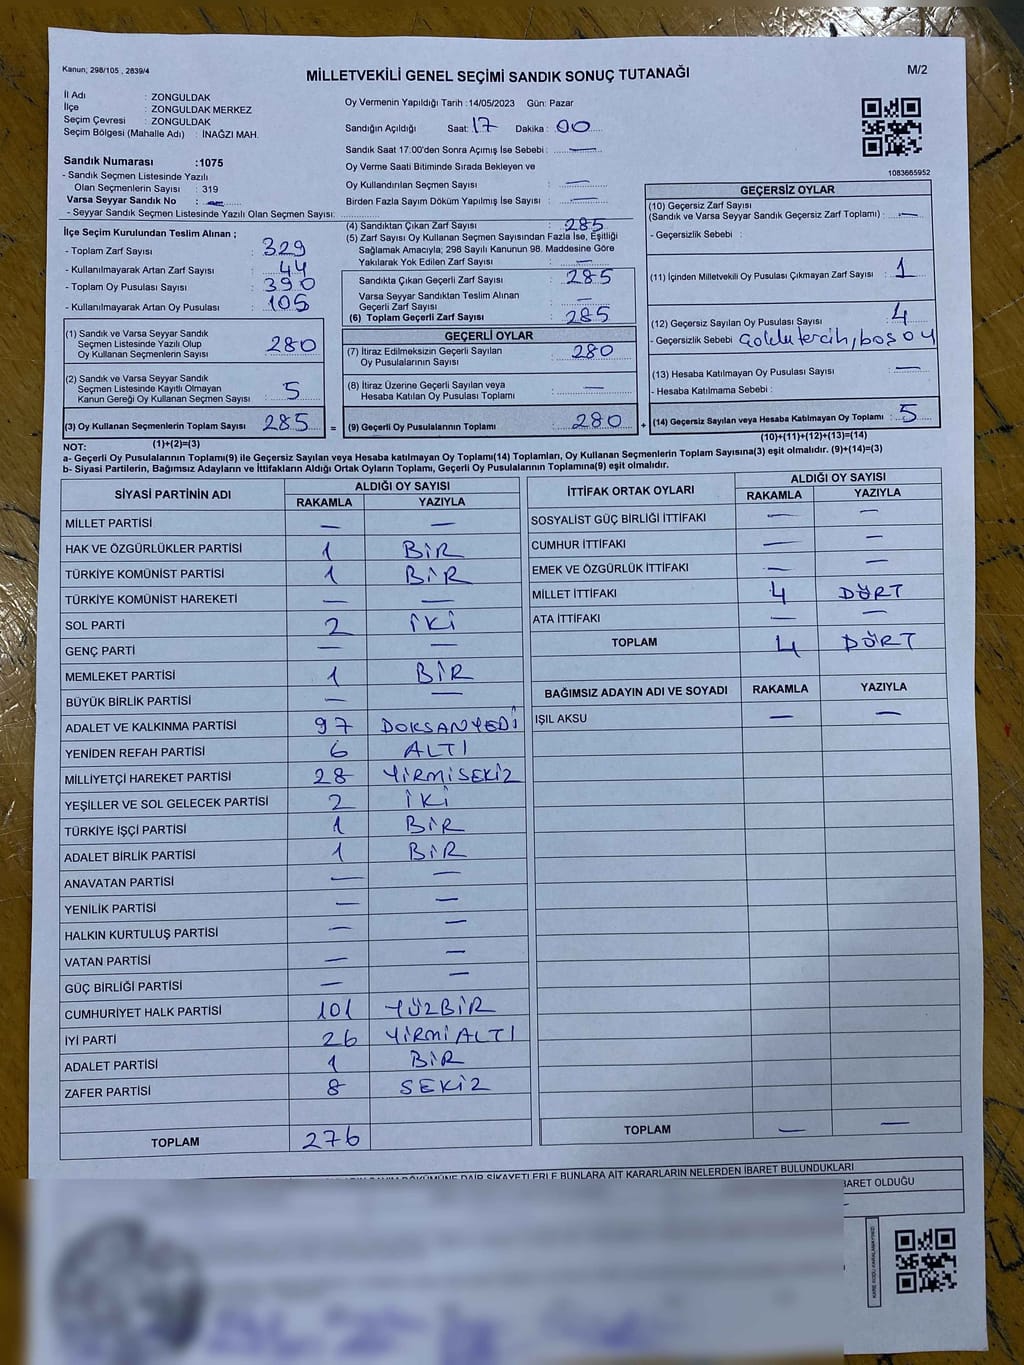 Kanun; 298/105 , 2839/4
MİLLETVEKİLİ GENEL SEÇİMİ SANDIK SONUÇ TUTANAĞI
M/2
İl Adı : ZONGULDAK
İlçe : ZONGULDAK MERKEZ
Seçim Çevresi : ZONGULDAK
Seçim Bölgesi (Mahalle Adı) : İNAĞZI MAH.
Sandık Numarası :1075
- Sandık Seçmen Listesinde Yazılı
Olan Seçmenlerin Sayısı : 319
Varsa Seyyar Sandık No : —
- Seyyar Sandık Seçmen Listesinde Yazılı Olan Seçmen Sayısı:
Oy Vermenin Yapıldığı Tarih :14/05/2023 Gün: Pazar
Sandığın Açıldığı Saat: 17 Dakika : 00
Sandık Saat 17:00'den Sonra Açımış İse Sebebi : —
Oy Verme Saati Bitiminde Sırada Bekleyen ve
Oy Kullandırılan Seçmen Sayısı : —
Birden Fazla Sayım Döküm Yapılmış İse Sayısı : —
1083665952
İlçe Seçim Kurulundan Teslim Alınan ;
- Toplam Zarf Sayısı : 329
- Kullanılmayarak Artan Zarf Sayısı : 44
- Toplam Oy Pusulası Sayısı : 390
- Kullanılmayarak Artan Oy Pusulası : 105
(1) Sandık ve Varsa Seyyar Sandık
Seçmen Listesinde Yazılı Olup
Oy Kullanan Seçmenlerin Sayısı : 280
(2) Sandık ve Varsa Seyyar Sandık
Seçmen Listesinde Kayıtlı Olmayan
Kanun Gereği Oy Kullanan Seçmen Sayısı : 5
(3) Oy Kullanan Seçmenlerin Toplam Sayısı : 285 =
(1)+(2)=(3)
(4) Sandıktan Çıkan Zarf Sayısı : 285
(5) Zarf Sayısı Oy Kullanan Seçmen Sayısından Fazla İse, Eşitliği
Sağlamak Amacıyla; 298 Sayılı Kanunun 98. Maddesine Göre
Yakılarak Yok Edilen Zarf Sayısı : —
Sandıkta Çıkan Geçerli Zarf Sayısı : 285
Varsa Seyyar Sandıktan Teslim Alınan
Geçerli Zarf Sayısı : —
(6) Toplam Geçerli Zarf Sayısı : 285
GEÇERLİ OYLAR
(7) İtiraz Edilmeksizin Geçerli Sayılan
Oy Pusulalarının Sayısı : 280
(8) İtiraz Üzerine Geçerli Sayılan veya
Hesaba Katılan Oy Pusulası Toplamı : —
(9) Geçerli Oy Pusulalarının Toplamı : 280 +
GEÇERSİZ OYLAR
(10) Geçersiz Zarf Sayısı
(Sandık ve Varsa Seyyar Sandık Geçersiz Zarf Toplamı) : —
- Geçersizlik Sebebi :
(11) İçinden Milletvekili Oy Pusulası Çıkmayan Zarf Sayısı : 1
(12) Geçersiz Sayılan Oy Pusulası Sayısı : 4
- Geçersizlik Sebebi : çoklu tercih, boş oy
(13) Hesaba Katılmayan Oy Pusulası Sayısı : —
- Hesaba Katılmama Sebebi :
(14) Geçersiz Sayılan veya Hesaba Katılmayan Oy Toplamı : 5
(10)+(11)+(12)+(13)=(14)
NOT:
a- Geçerli Oy Pusulalarının Toplamı(9) ile Geçersiz Sayılan veya Hesaba katılmayan Oy Toplamı(14) Toplamları, Oy Kullanan Seçmenlerin Toplam Sayısına(3) eşit olmalıdır. (9)+(14)=(3)
b- Siyasi Partilerin, Bağımsız Adayların ve İttifakların Aldığı Ortak Oyların Toplamı, Geçerli Oy Pusulalarının Toplamına(9) eşit olmalıdır.
SİYASİ PARTİNİN ADI ALDIĞI OY SAYISI
RAKAMLA YAZIYLA
MİLLET PARTİSİ — —
HAK VE ÖZGÜRLÜKLER PARTİSİ 1 BİR
TÜRKİYE KOMÜNİST PARTİSİ 1 BİR
TÜRKİYE KOMÜNİST HAREKETİ — —
SOL PARTİ 2 İKİ
GENÇ PARTİ — —
MEMLEKET PARTİSİ 1 BİR
BÜYÜK BİRLİK PARTİSİ — —
ADALET VE KALKINMA PARTİSİ 97 DOKSANYEDİ
YENİDEN REFAH PARTİSİ 6 ALTI
MİLLİYETÇİ HAREKET PARTİSİ 28 YİRMİSEKİZ
YEŞİLLER VE SOL GELECEK PARTİSİ 2 İKİ
TÜRKİYE İŞÇİ PARTİSİ 1 BİR
ADALET BİRLİK PARTİSİ 1 BİR
ANAVATAN PARTİSİ — —
YENİLİK PARTİSİ — —
HALKIN KURTULUŞ PARTİSİ — —
VATAN PARTİSİ — —
GÜÇ BİRLİĞİ PARTİSİ — —
CUMHURİYET HALK PARTİSİ 101 YÜZBİR
İYİ PARTİ 26 YİRMİALTI
ADALET PARTİSİ 1 BİR
ZAFER PARTİSİ 8 SEKİZ
TOPLAM 276
İTTİFAK ORTAK OYLARI ALDIĞI OY SAYISI
RAKAMLA YAZIYLA
SOSYALİST GÜÇ BİRLİĞİ İTTİFAKI — —
CUMHUR İTTİFAKI — —
EMEK VE ÖZGÜRLÜK İTTİFAKI — —
MİLLET İTTİFAKI 4 DÖRT
ATA İTTİFAKI — —
TOPLAM 4 DÖRT
BAĞIMSIZ ADAYIN ADI VE SOYADI RAKAMLA YAZIYLA
IŞIL AKSU — —
TOPLAM — —
DÖKÜMÜNE DAİR ŞİKAYETLERLE BUNLARA AİT KARARLARIN NELERDEN İBARET BULUNDUKLARI
İBARET OLDUĞU